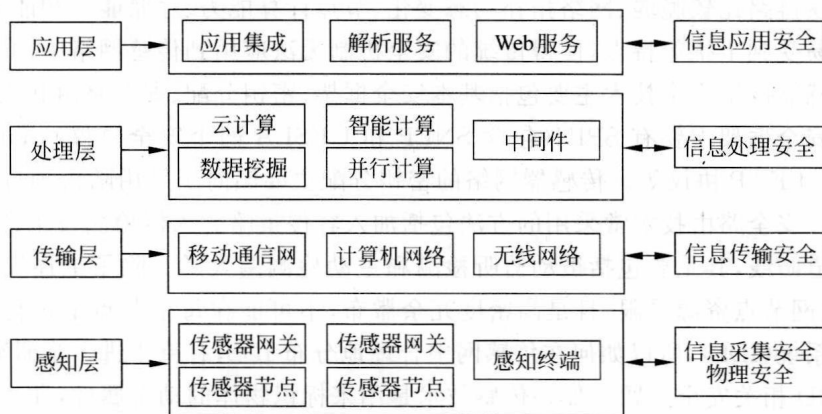 应用层 应用集成 解析服务 Web服务 信息应用安全
处理层 云计算 智能计算 中间件 信息处理安全
数据挖掘 并行计算
传输层 移动通信网 计算机网络 无线网络 信息传输安全
感知层 传感器网关 传感器网关 感知终端 信息采集安全
传感器节点 传感器节点 物理安全